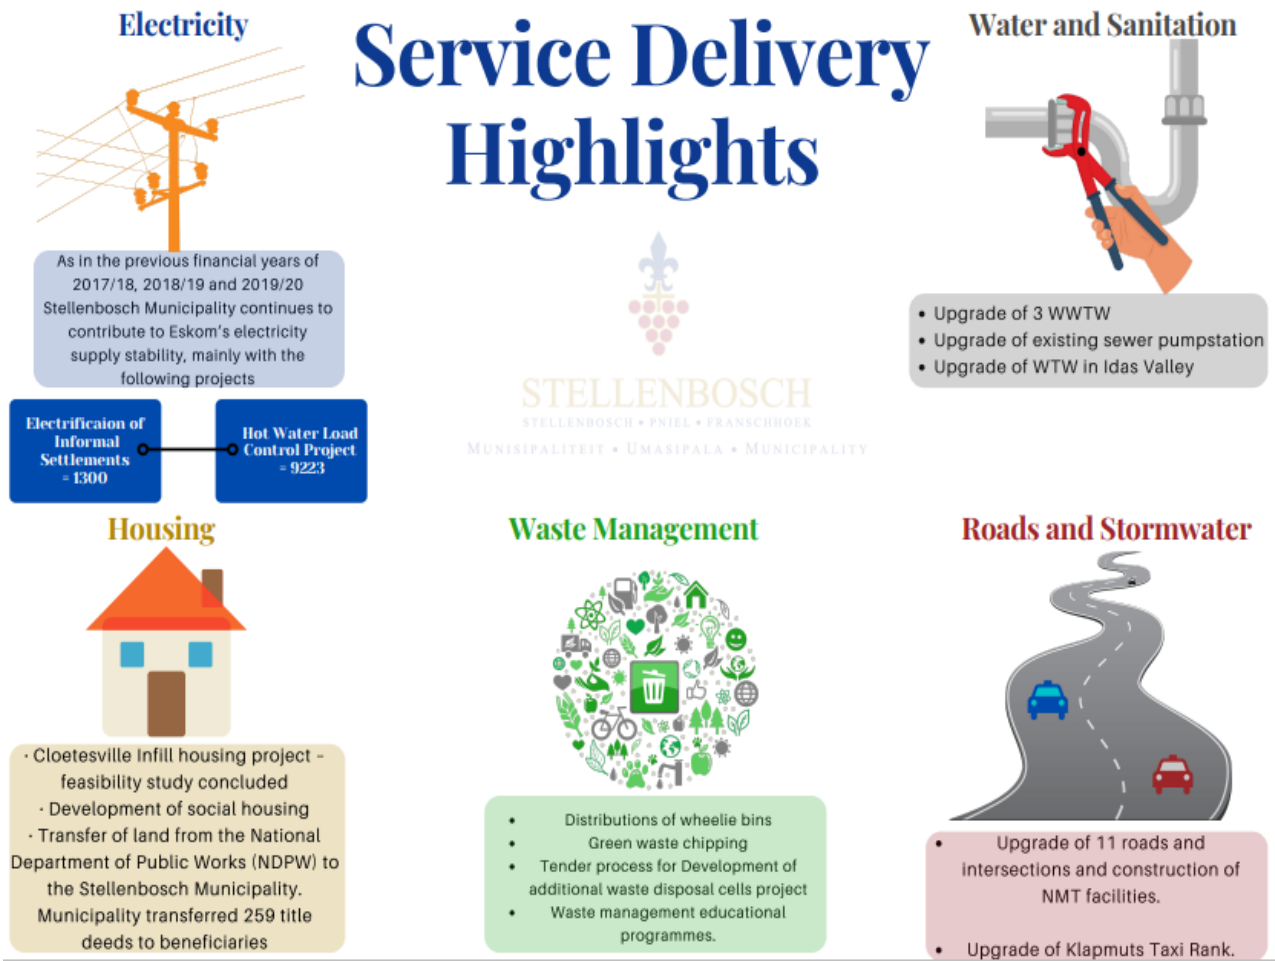 Service Delivery
Highlights
Electricity
As in the previous financial years of
2017/18, 2018/19 and 2019/20
Stellenbosch Municipality continues to
contribute to Eskom's electricity
supply stability, mainly with the
following projects
Electrificaion of
Informal
Settlements
= 1300
Hot Water Load
Control Project
= 9223
Water and Sanitation
• Upgrade of 3 WWTW
• Upgrade of existing sewer pumpstation
• Upgrade of WTW in Idas Valley
STELLENBOSCH
STELLENBOSCH • PNIEL • FRANSCHHOEK
MUNISIPALITEIT • UMASIPALA • MUNICIPALITY
Housing
· Cloetesville Infill housing project –
feasibility study concluded
· Development of social housing
· Transfer of land from the National
Department of Public Works (NDPW) to
the Stellenbosch Municipality.
Municipality transferred 259 title
deeds to beneficiaries
Waste Management
• Distributions of wheelie bins
• Green waste chipping
• Tender process for Development of
additional waste disposal cells project
• Waste management educational
programmes.
Roads and Stormwater
• Upgrade of 11 roads and
intersections and construction of
NMT facilities.
• Upgrade of Klapmuts Taxi Rank.